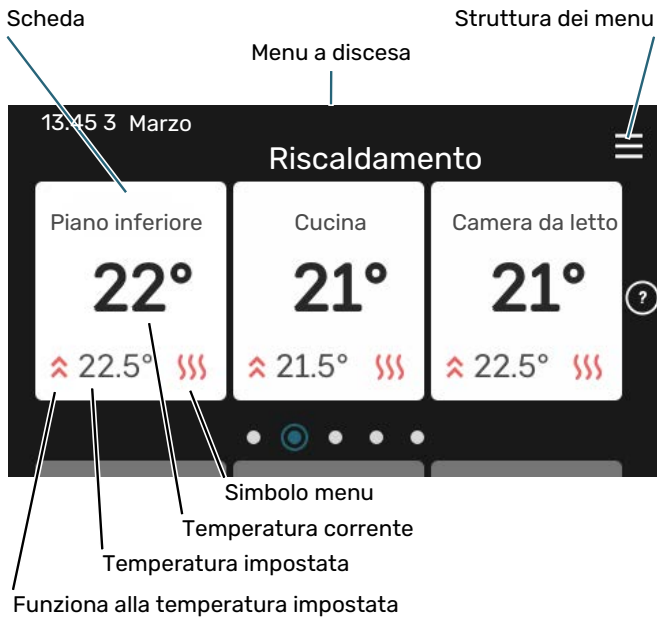 Scheda
Struttura dei menu
Menu a discesa
13.45 3 Marzo
Riscaldamento
Piano inferiore
Cucina
Camera da letto
22°
21°
21°
?
22.5°
21.5°
22.5°
Simbolo menu
Temperatura corrente
Temperatura impostata
Funziona alla temperatura impostata